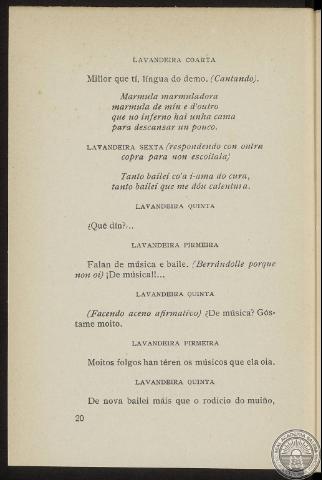 LAVANDEIRA COARTA
Millor que tí, língua do demo. (Cantando).
Marmula marmuladora
marmula de mín e d'outro
que no inferno hai unha cama
para descansar un pouco.
LAVANDEIRA SEXTA (respondendo con outra
copra para non escoitala)
Tanto bailei co'a i-ama do cura,
tanto bailei que me dóu calentura.
LAVANDEIRA QUINTA
¿Qué din?...
LAVANDEIRA PIRMEIRA
Falan de música e baile. (Berrándolle porque
non oi) ¡De música!!...
LAVANDEIRA QUINTA
(Facendo aceno afirmativo) ¿De música? Gós-
tame moito.
LAVANDEIRA PIRMEIRA
Moitos folgos han téren os músicos que ela oia.
LAVANDEIRA QUINTA
De nova bailei máis que o rodicio do muiño,
20